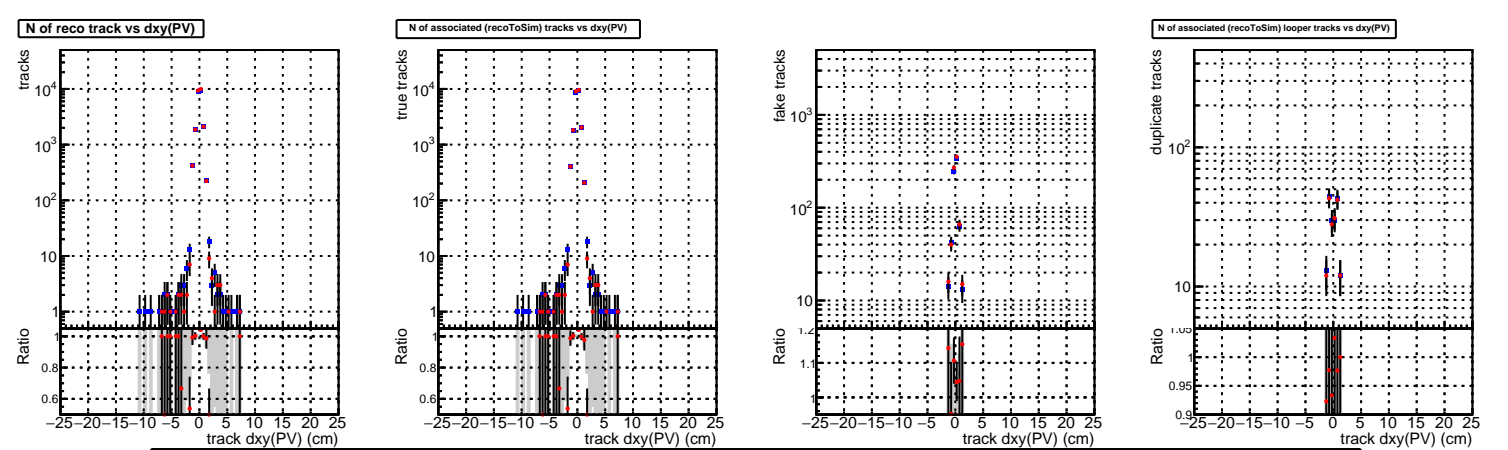 N of reco track vs dxy(PV)
tracks
10^4
10^3
10^2
10
1
Ratio
1
0.8
0.6
−25 −20 −15 −10 −5 0 5 10 15 20 25
track dxy(PV) (cm)
N of associated (recoToSim) tracks vs dxy(PV)
true tracks
10^4
10^3
10^2
10
1
Ratio
1
0.8
0.6
−25 −20 −15 −10 −5 0 5 10 15 20 25
track dxy(PV) (cm)
fake tracks
10^3
10^2
10
Ratio
1.2
1.1
1
−25 −20 −15 −10 −5 0 5 10 15 20 25
track dxy(PV) (cm)
N of associated (recoToSim) looper tracks vs dxy(PV)
duplicate tracks
10^2
10
Ratio
1.05
1
0.95
0.9
−25 −20 −15 −10 −5 0 5 10 15 20 25
track dxy(PV) (cm)